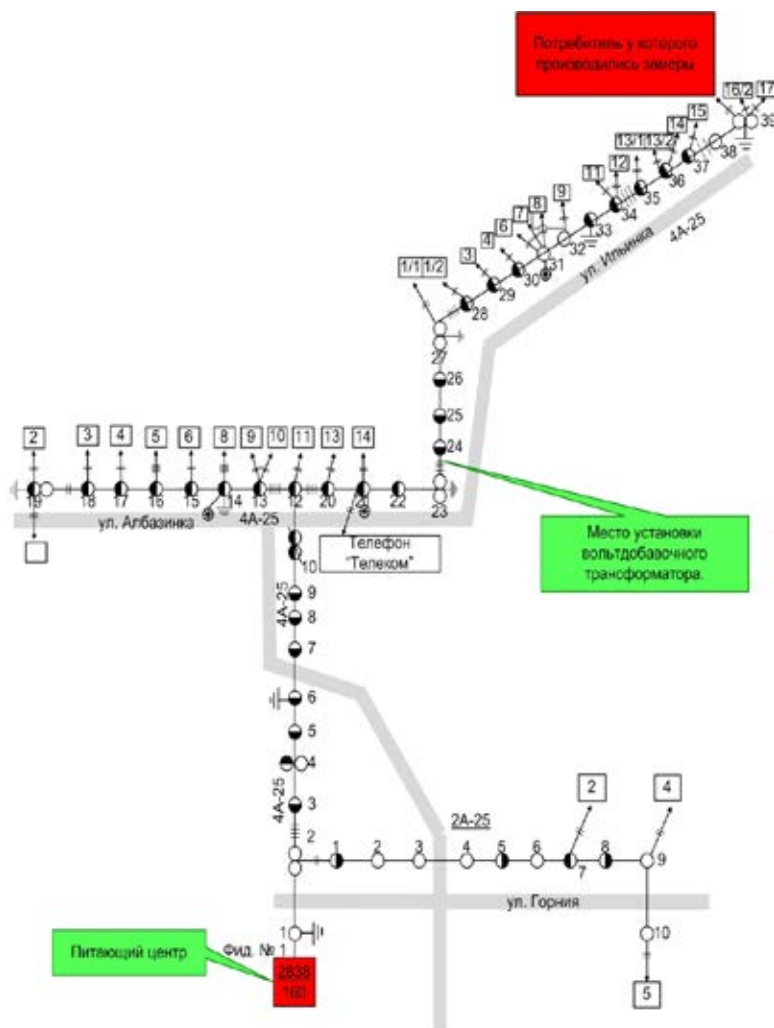 Потребитель у которого
производились замеры
16/2 17
39
15
14
13/1 13/2
38
12
37
11
36
35
9
34
8
7
33
6
32
4
31
3
30
1/1 1/2
29
28
27
ул. Ильинка
4А-25
26
25
24
2 3 4 5 6 8 9 10 11 13 14
19 18 17 16 15 14 13 12 20 22 23
ул. Албазинка
4А-25
Место установки
вольтдобавочного
трансформатора.
Телефон
"Телеком"
10
9
4А-25
8
7
6
5
4
4А-25
3
2
2 4
2А-25
1 2 3 4 5 6 7 8 9
ул. Горния
1
10
Питающий центр
Фид. № 1
2838
160
5